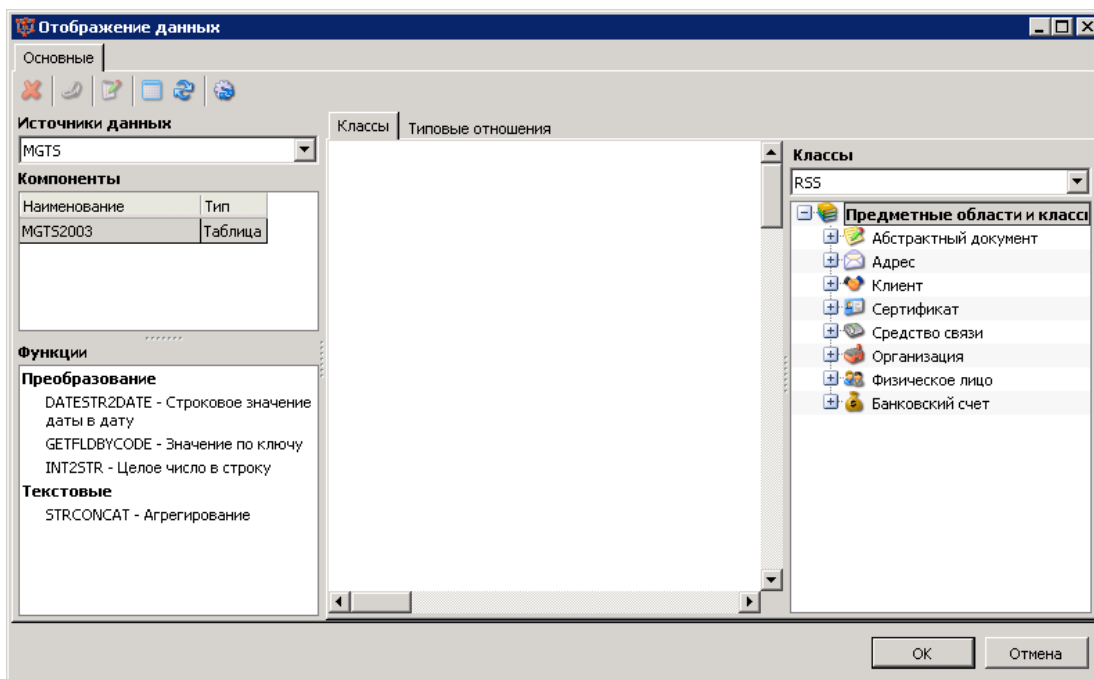 Отображение данных
Основные
Источники данных
MGTS
Компоненты
Наименование Тип
MGTS2003 Таблица
Функции
Преобразование
DATESTR2DATE - Строковое значение
даты в дату
GETFLDBYCODE - Значение по ключу
INT2STR - Целое число в строку
Текстовые
STRCONCAT - Агрегирование
Классы Типовые отношения
Классы
RSS
Предметные области и класс
Абстрактный документ
Адрес
Клиент
Сертификат
Средство связи
Организация
Физическое лицо
Банковский счет
ОК Отмена